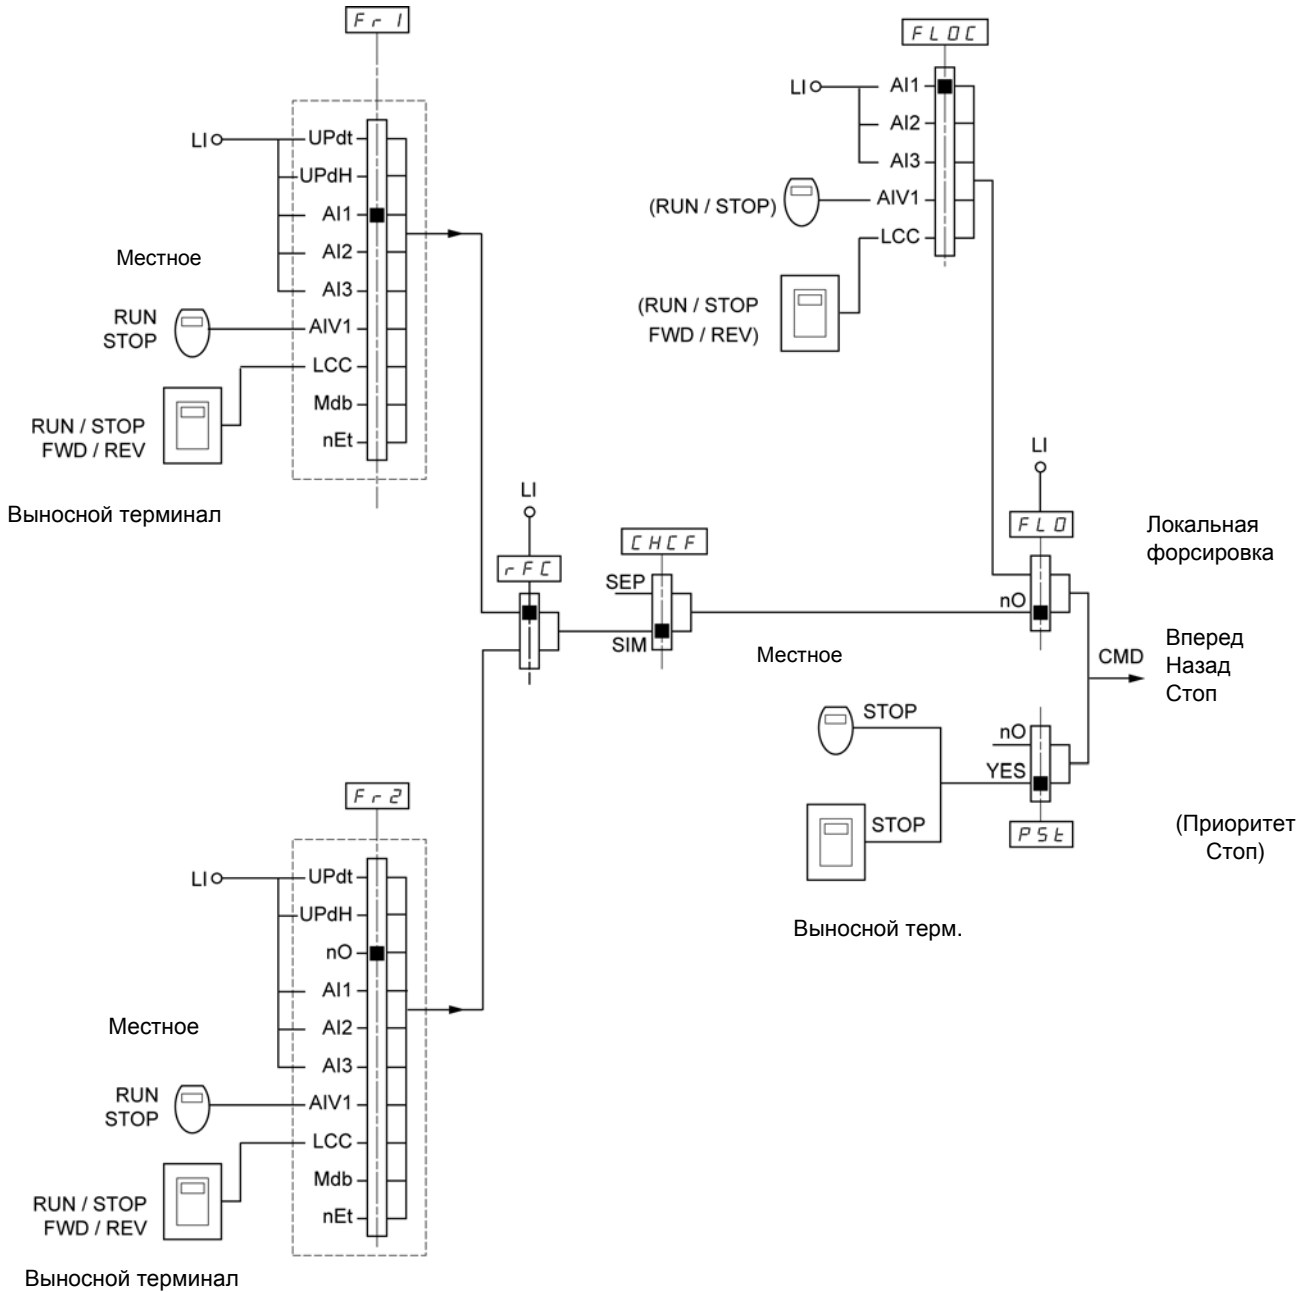 Fr1
LI
UPdt
UPdH
AI1
AI2
AI3
AIV1
LCC
Mdb
nEt
Местное
RUN
STOP
RUN / STOP
FWD / REV
Выносной терминал
FLOC
LI
AI1
AI2
AI3
AIV1
LCC
(RUN / STOP)
(RUN / STOP
FWD / REV)
LI
rFC
CHCF
SEP
SIM
LI
FLO
nO
Локальная
форсировка
Местное
CMD
Вперед
Назад
Стоп
STOP
STOP
nO
YES
PSt
(Приоритет
Стоп)
Выносной терм.
Fr2
LI
UPdt
UPdH
nO
AI1
AI2
AI3
AIV1
LCC
Mdb
nEt
Местное
RUN
STOP
RUN / STOP
FWD / REV
Выносной терминал